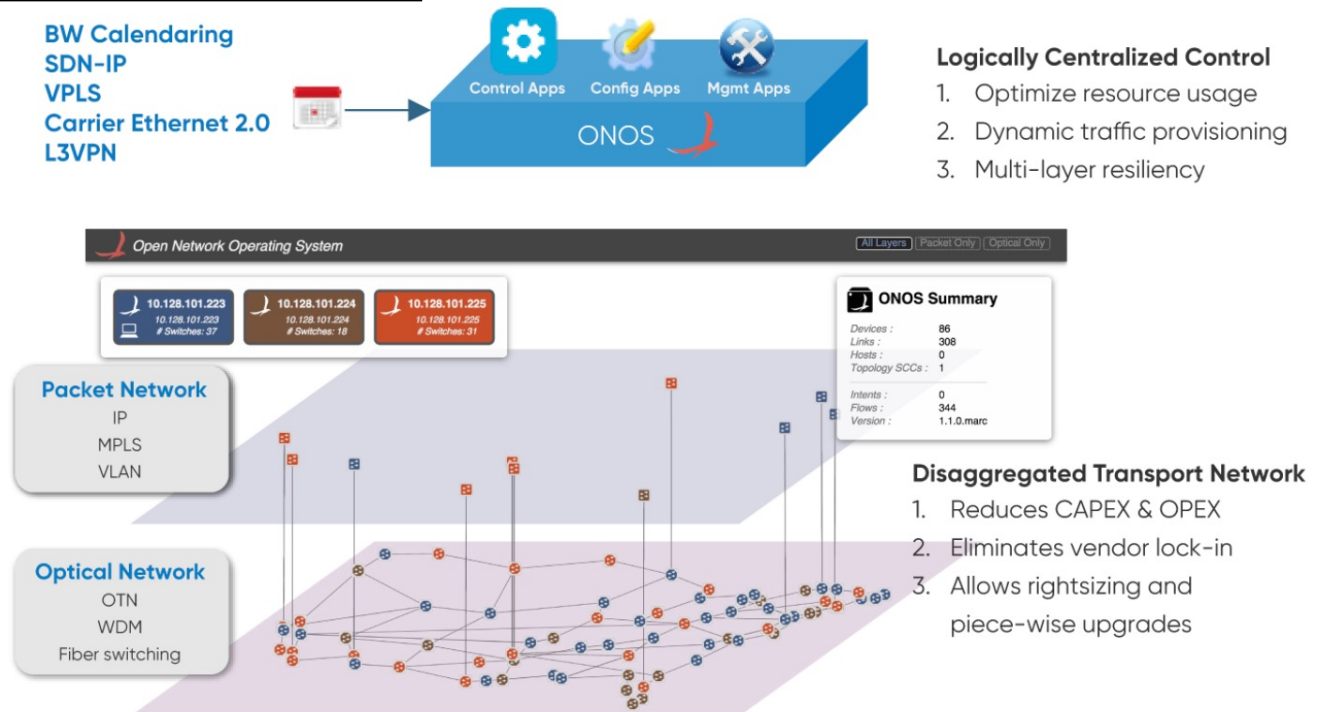 BW Calendaring
SDN-IP
VPLS
Carrier Ethernet 2.0
L3VPN
Control Apps
Config Apps
Mgmt Apps
ONOS
Logically Centralized Control
1. Optimize resource usage
2. Dynamic traffic provisioning
3. Multi-layer resiliency
Open Network Operating System
All Layers
Packet Only
Optical Only
10.128.101.223
10.128.101.223
# Switches: 37
10.128.101.224
10.128.101.224
# Switches: 18
10.128.101.225
10.128.101.225
# Switches: 31
ONOS Summary
Devices : 86
Links : 308
Hosts : 0
Topology SCCs : 1
Intents : 0
Flows : 344
Version : 1.1.0.marc
Packet Network
IP
MPLS
VLAN
Optical Network
OTN
WDM
Fiber switching
Disaggregated Transport Network
1. Reduces CAPEX & OPEX
2. Eliminates vendor lock-in
3. Allows rightsizing and
piece-wise upgrades